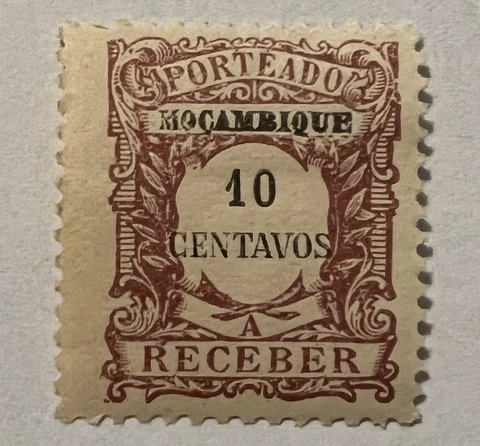 PORTEADO
MOÇAMBIQUE
10
CENTAVOS
A
RECEBER